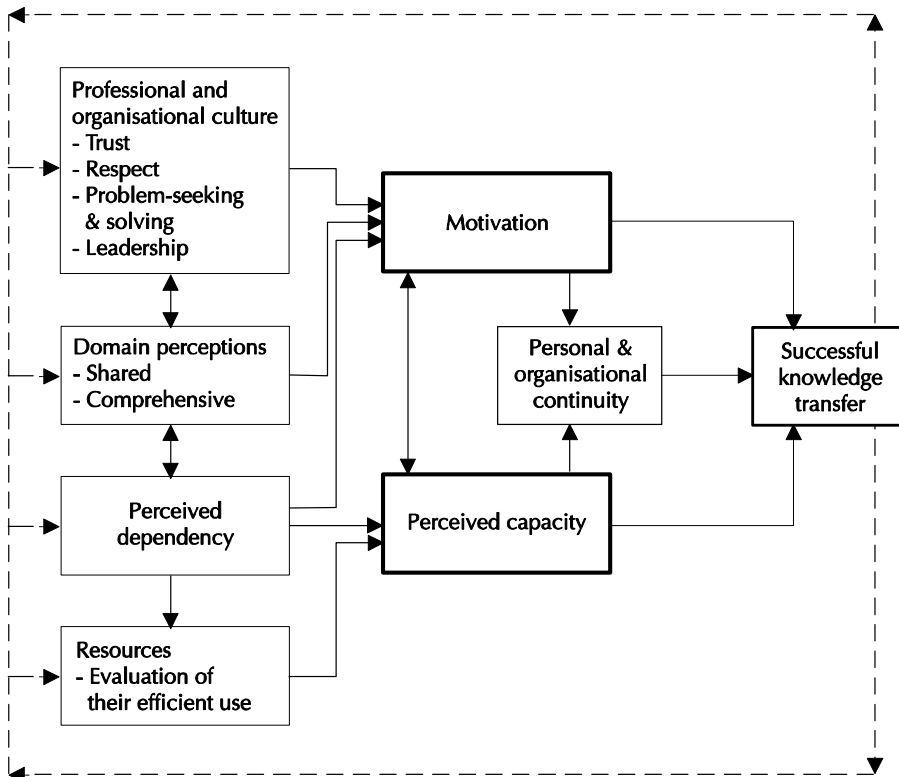 Professional and
organisational culture
- Trust
- Respect
- Problem-seeking
& solving
- Leadership
Motivation
Domain perceptions
- Shared
- Comprehensive
Personal &
organisational
continuity
Successful
knowledge
transfer
Perceived
dependency
Perceived capacity
Resources
- Evaluation of
their efficient use